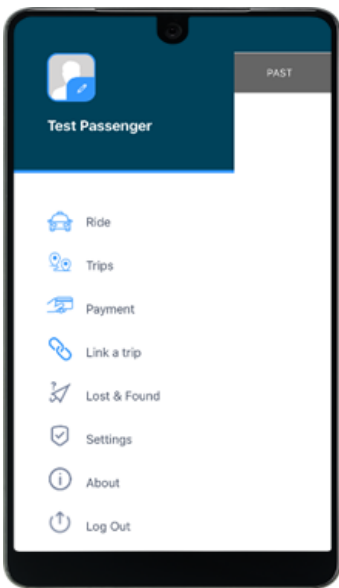 PAST
Test Passenger
Ride
Trips
Payment
Link a trip
Lost & Found
Settings
About
Log Out